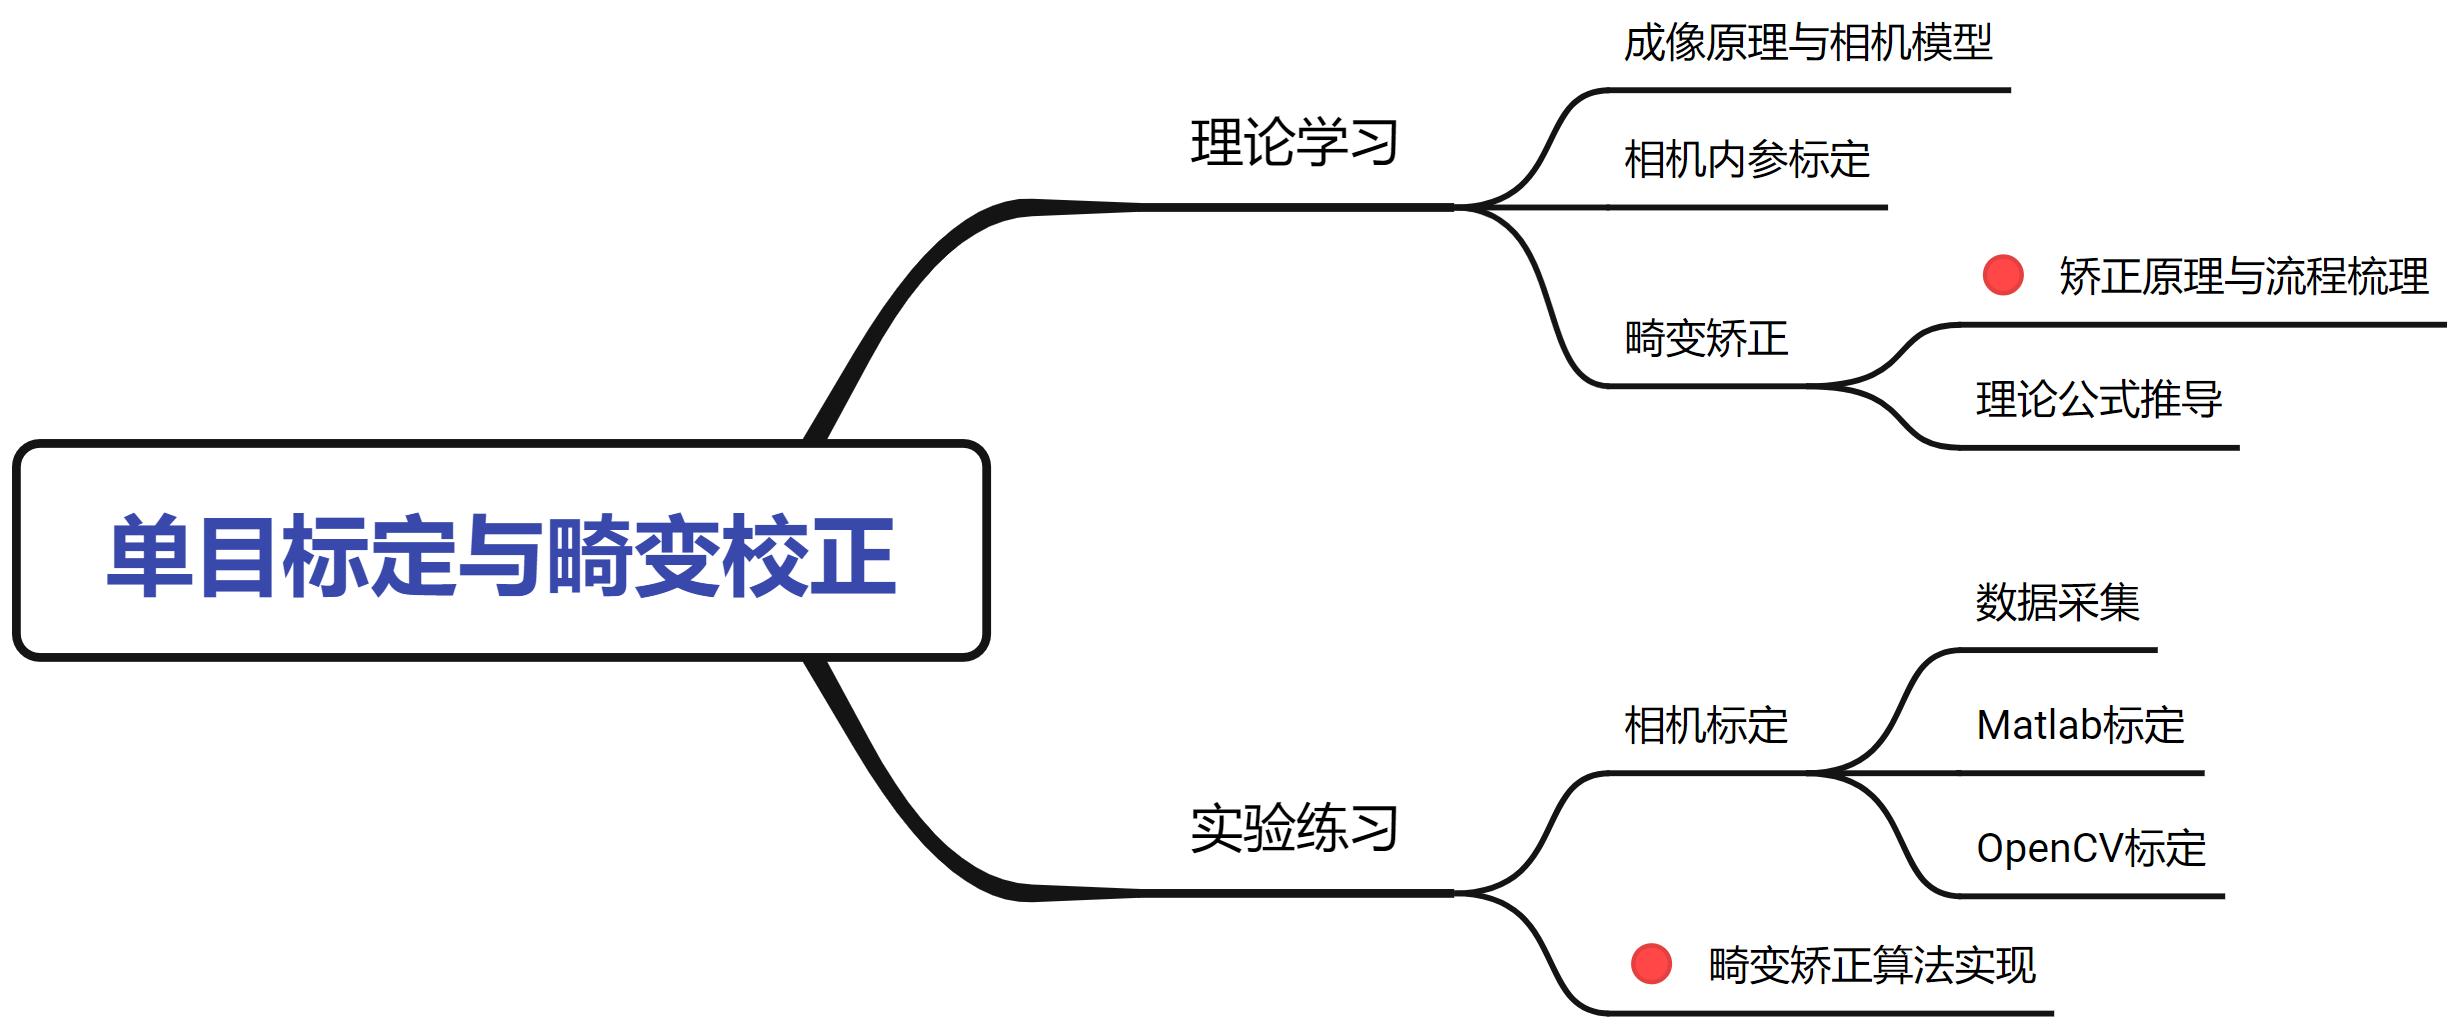 成像原理与相机模型
理论学习
相机内参标定
矫正原理与流程梳理
畸变矫正
理论公式推导
单目标定与畸变校正
数据采集
相机标定
Matlab标定
实验练习
OpenCV标定
畸变矫正算法实现